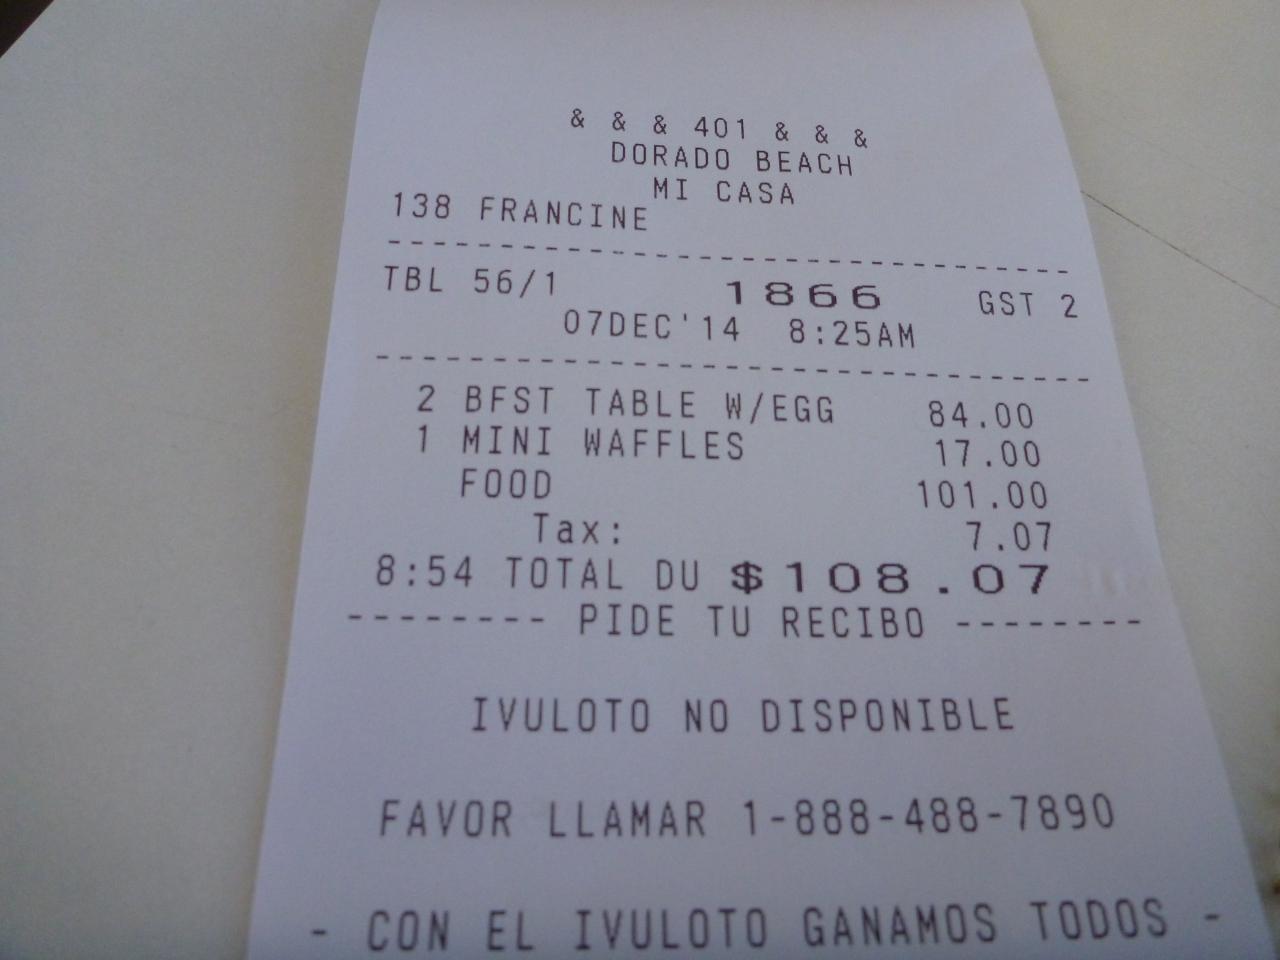 & & & 401 & & &
DORADO BEACH
MI CASA
138 FRANCINE
------------------------------------
TBL 56/1 1866 GST 2
07DEC'14 8:25AM
------------------------------------
2 BFST TABLE W/EGG 84.00
1 MINI WAFFLES 17.00
FOOD 101.00
Tax: 7.07
8:54 TOTAL DU $108.07
-------- PIDE TU RECIBO --------
IVULOTO NO DISPONIBLE
FAVOR LLAMAR 1-888-488-7890
- CON EL IVULOTO GANAMOS TODOS -